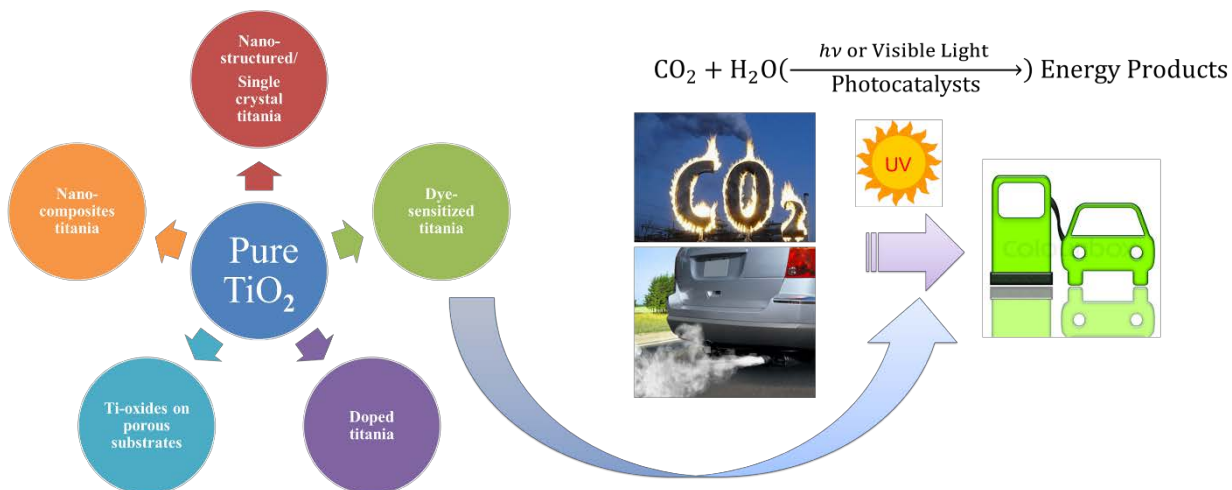 Nano-
structured/
Single
crystal
titania
Nano-
composites
titania
Dye-
sensitized
titania
Pure
TiO₂
Ti-oxides on
porous
substrates
Doped
titania
hν or Visible Light
CO₂ + H₂O(⟶) Energy Products
Photocatalysts
CO₂
UV